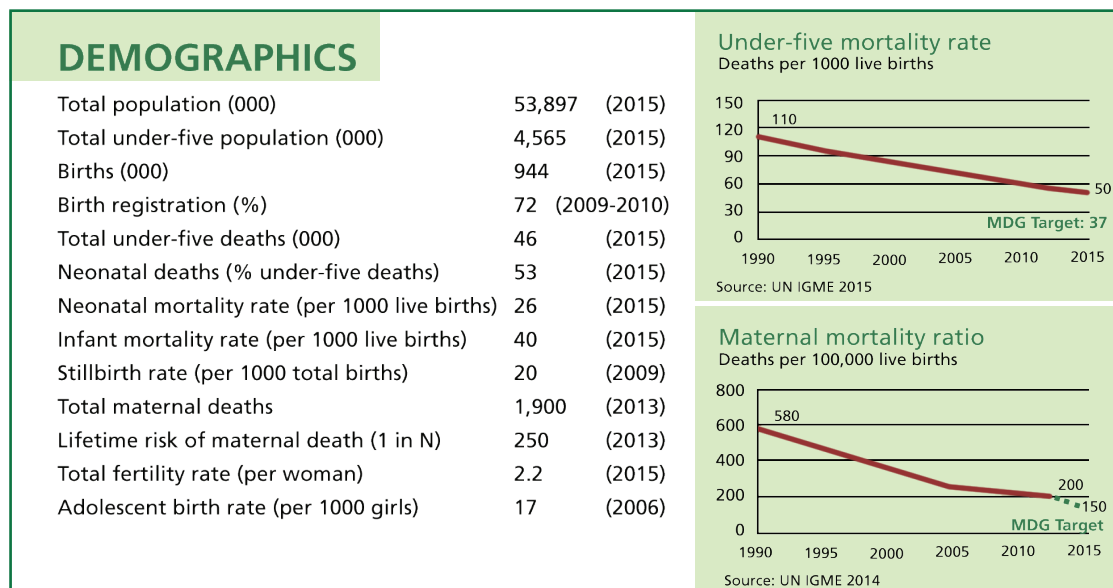 DEMOGRAPHICS
Total population (000) 53,897 (2015)
Total under-five population (000) 4,565 (2015)
Births (000) 944 (2015)
Birth registration (%) 72 (2009-2010)
Total under-five deaths (000) 46 (2015)
Neonatal deaths (% under-five deaths) 53 (2015)
Neonatal mortality rate (per 1000 live births) 26 (2015)
Infant mortality rate (per 1000 live births) 40 (2015)
Stillbirth rate (per 1000 total births) 20 (2009)
Total maternal deaths 1,900 (2013)
Lifetime risk of maternal death (1 in N) 250 (2013)
Total fertility rate (per woman) 2.2 (2015)
Adolescent birth rate (per 1000 girls) 17 (2006)
Under-five mortality rate
Deaths per 1000 live births
150
110
120
90
60
50
30
MDG Target: 37
0
1990 1995 2000 2005 2010 2015
Source: UN IGME 2015
Maternal mortality ratio
Deaths per 100,000 live births
800
580
600
400
200
200
150
MDG Target
0
1990 1995 2000 2005 2010 2015
Source: UN IGME 2014